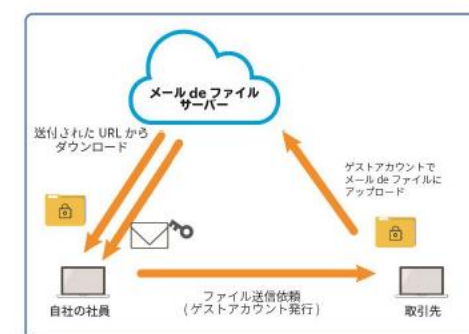 メール de ファイル
サーバー
送付された URL から
ダウンロード
ゲストアカウントで
メール de ファイルに
アップロード
ファイル送信依頼
( ゲストアカウント発行 )
自社の社員
取引先